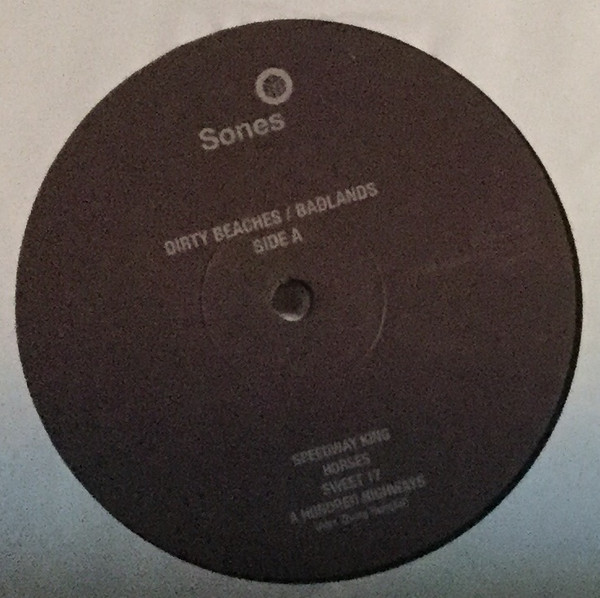 Sones
DIRTY BEACHES / BADLANDS
SIDE A
SPEEDWAY KING
HORSES
SWEET 17
A HUNDRED HIGHWAYS